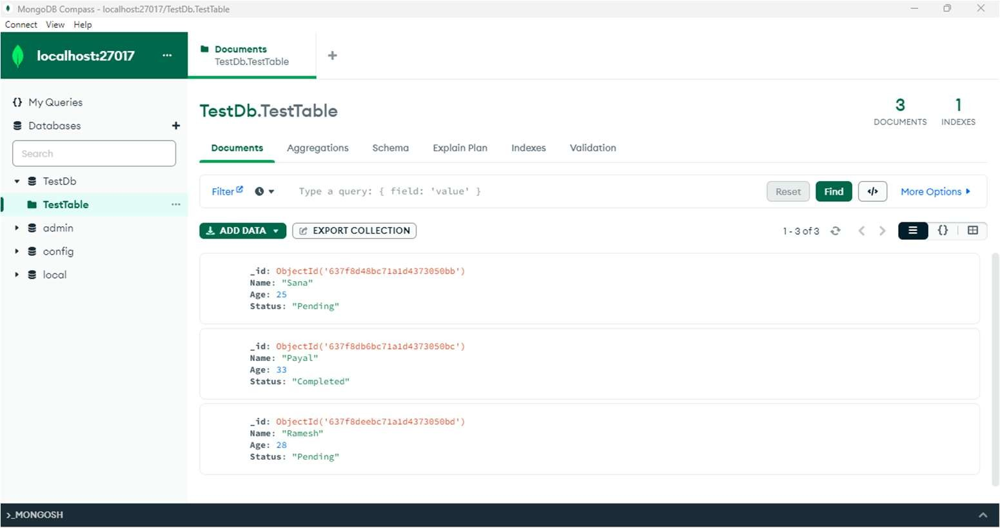 MongoDB Compass - localhost:27017/TestDb.TestTable
Connect View Help
localhost:27017 ...
Documents
TestDb.TestTable
+
{} My Queries
Databases +
Search
TestDb
TestTable ...
admin
config
local
TestDb.TestTable
3
DOCUMENTS
1
INDEXES
Documents Aggregations Schema Explain Plan Indexes Validation
Filter Type a query: { field: 'value' } Reset Find </> More Options
ADD DATA EXPORT COLLECTION 1 - 3 of 3 {}
_id: ObjectId('637f8d48bc71a1d4373050bb')
Name: "Sana"
Age: 25
Status: "Pending"
_id: ObjectId('637f8db6bc71a1d4373050bc')
Name: "Payal"
Age: 33
Status: "Completed"
_id: ObjectId('637f8deebc71a1d4373050bd')
Name: "Ramesh"
Age: 28
Status: "Pending"
>_MONGOSH